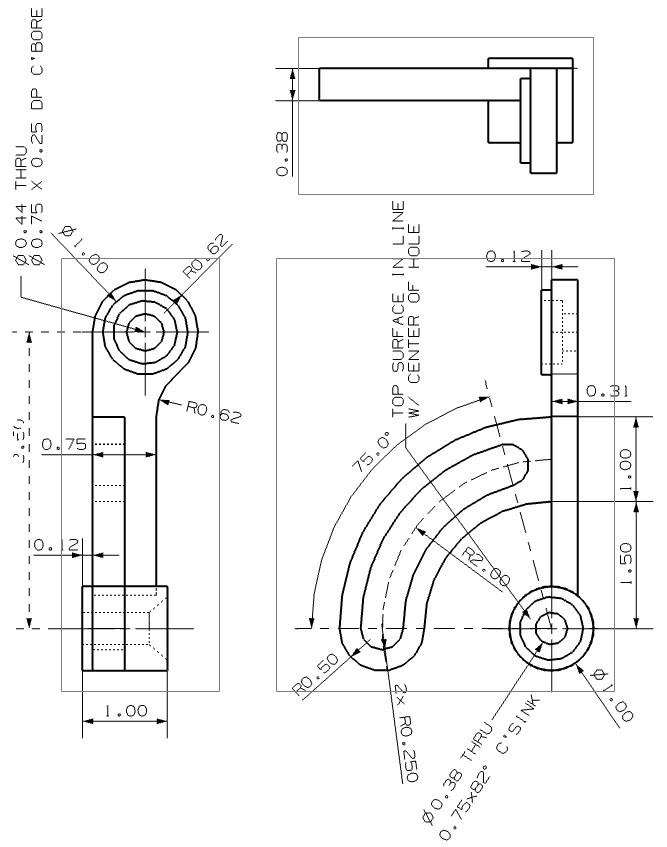 Ø0.44 THRU
Ø0.75 X 0.25 DP C'BORE
0.38
Ø1.00
R0.62
TOP SURFACE IN LINE
W/ CENTER OF HOLE
0.12
0.31
R0.62
75.0°
0.75
1.00
R2.00
1.50
0.12
R0.50
2x R0.250
Ø1.00
1.00
Ø0.38 THRU
0.75x82° C'SINK